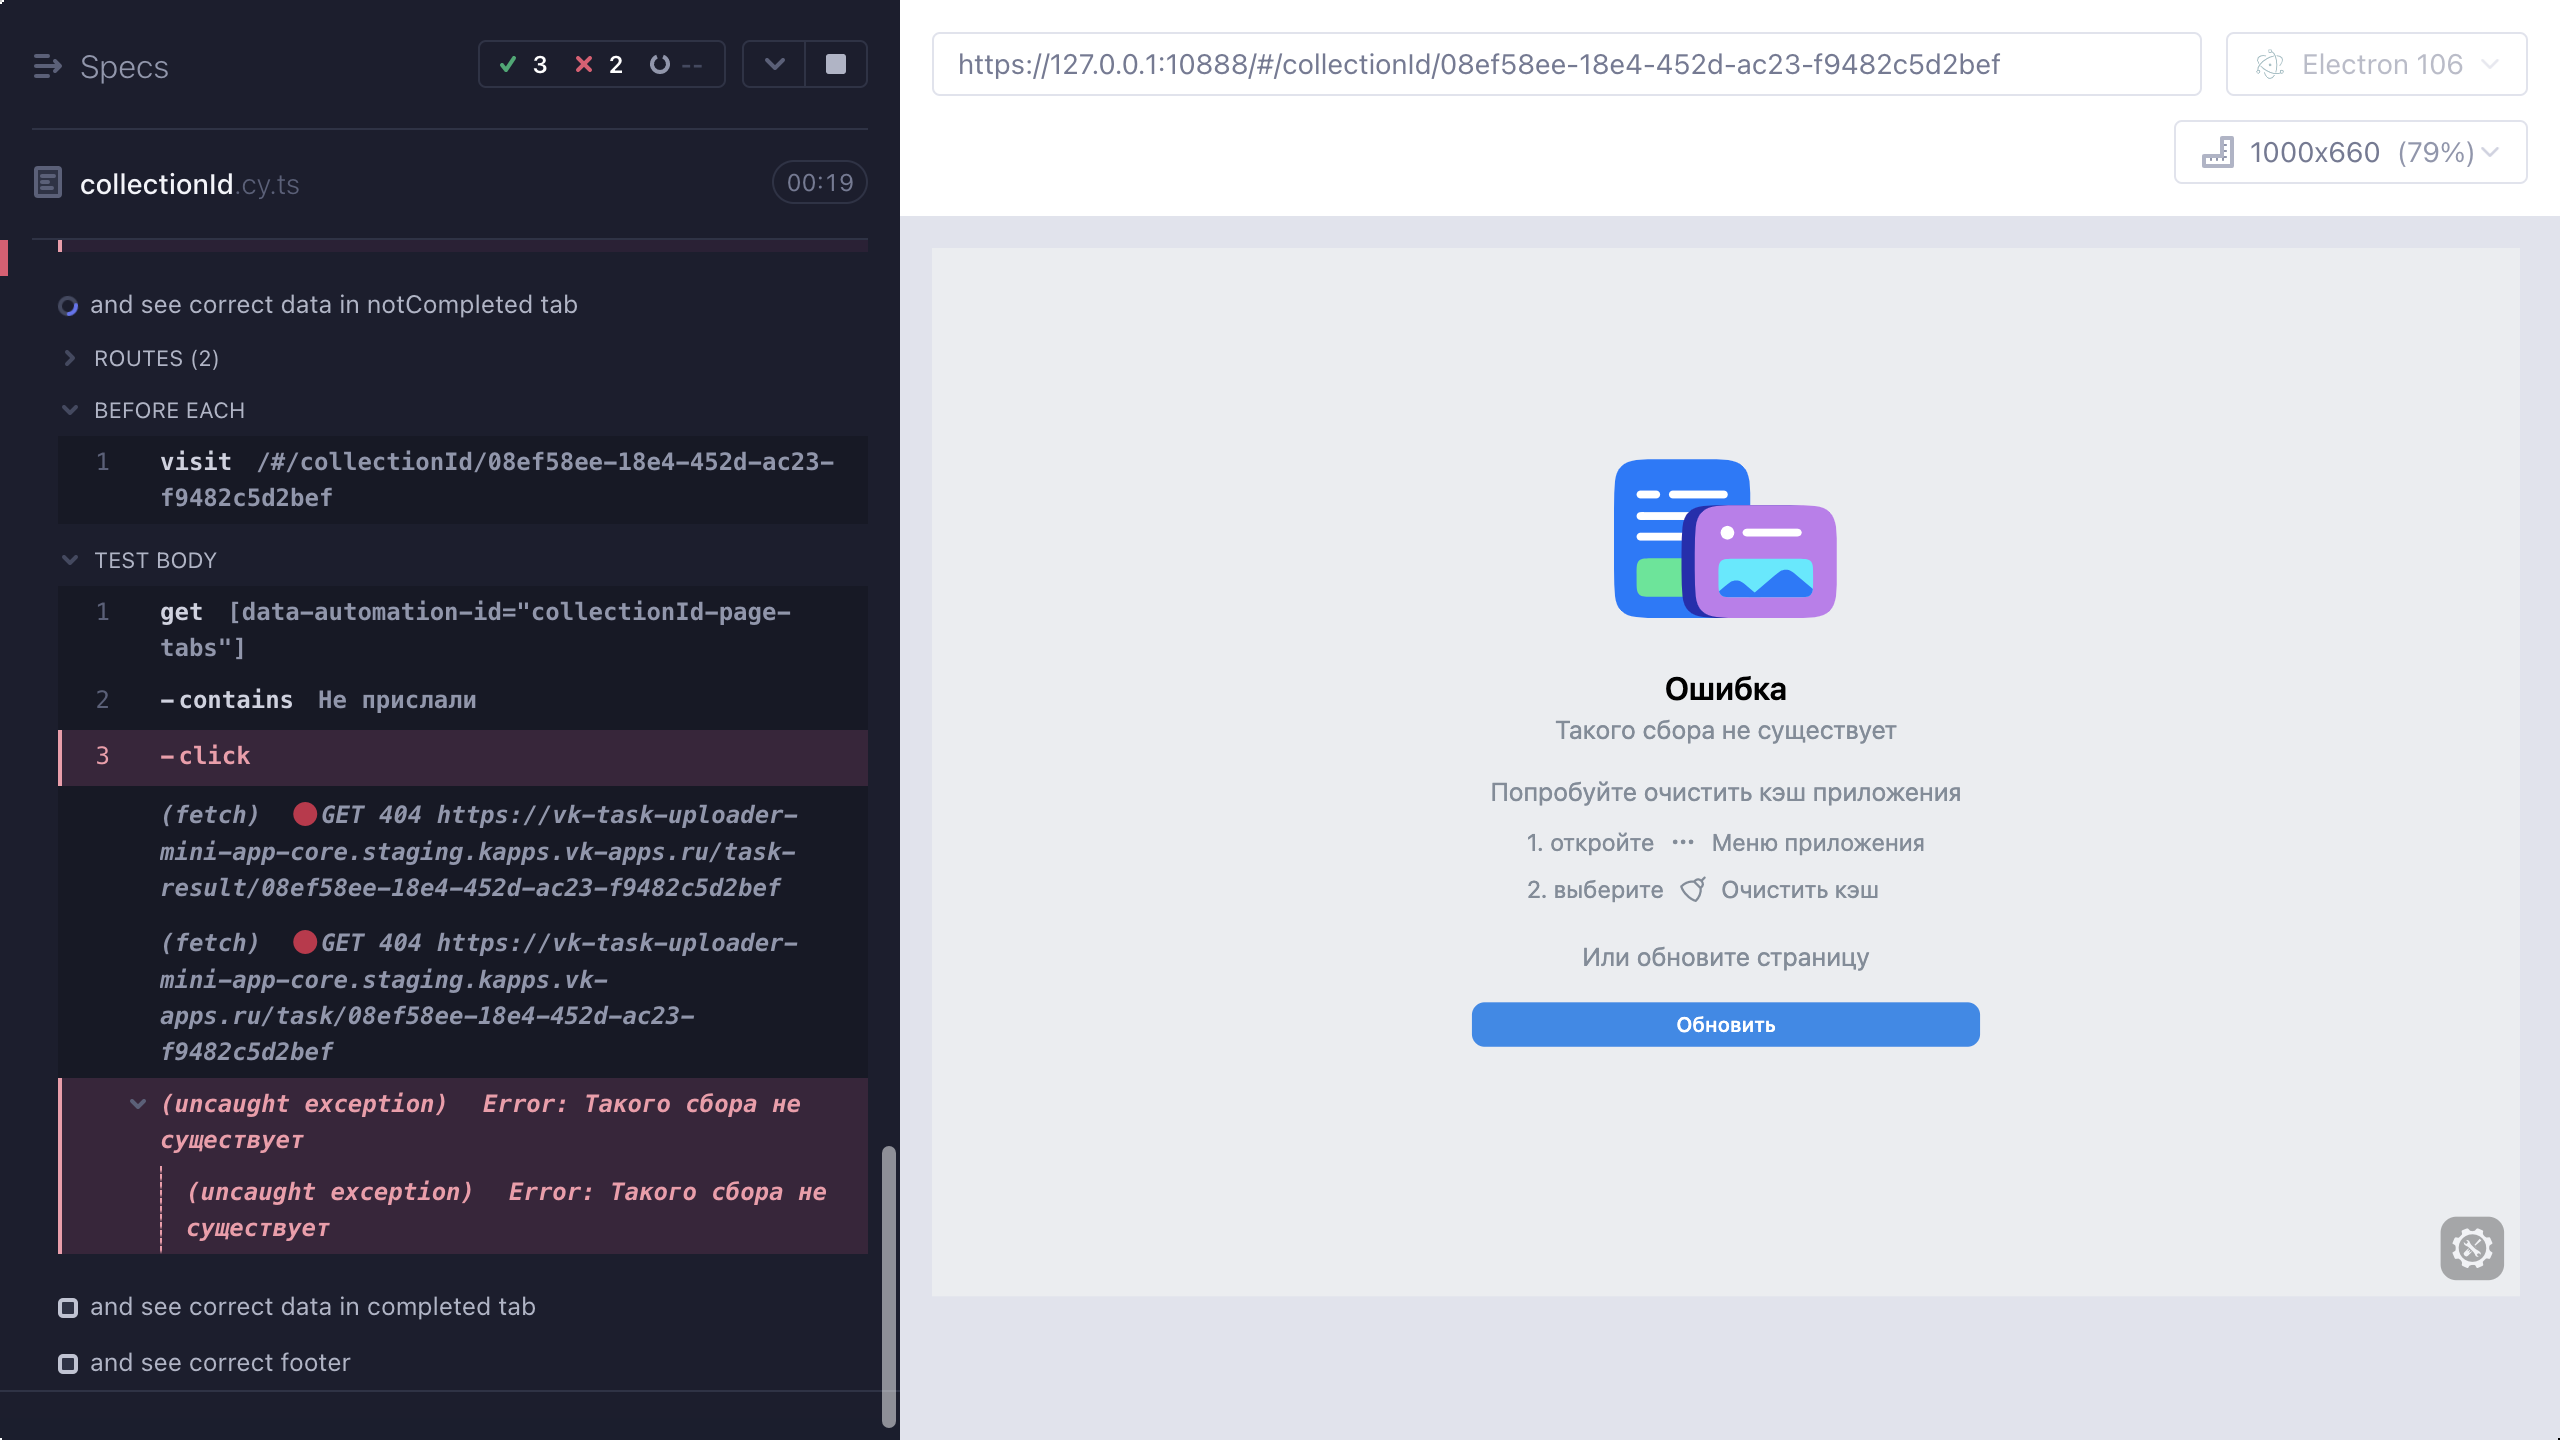 Specs
3 2 --
collectionId.cy.ts 00:19
and see correct data in notCompleted tab
ROUTES (2)
BEFORE EACH
1 visit /#/collectionId/08ef58ee-18e4-452d-ac23-
f9482c5d2bef
TEST BODY
1 get [data-automation-id="collectionId-page-
tabs"]
2 -contains Не прислали
3 -click
(fetch) GET 404 https://vk-task-uploader-
mini-app-core.staging.kapps.vk-apps.ru/task-
result/08ef58ee-18e4-452d-ac23-f9482c5d2bef
(fetch) GET 404 https://vk-task-uploader-
mini-app-core.staging.kapps.vk-
apps.ru/task/08ef58ee-18e4-452d-ac23-
f9482c5d2bef
(uncaught exception) Error: Такого сбора не
существует
(uncaught exception) Error: Такого сбора не
существует
and see correct data in completed tab
and see correct footer
https://127.0.0.1:10888/#/collectionId/08ef58ee-18e4-452d-ac23-f9482c5d2bef
Electron 106
1000x660 (79%)
Ошибка
Такого сбора не существует
Попробуйте очистить кэш приложения
1. откройте ··· Меню приложения
2. выберите Очистить кэш
Или обновите страницу
Обновить